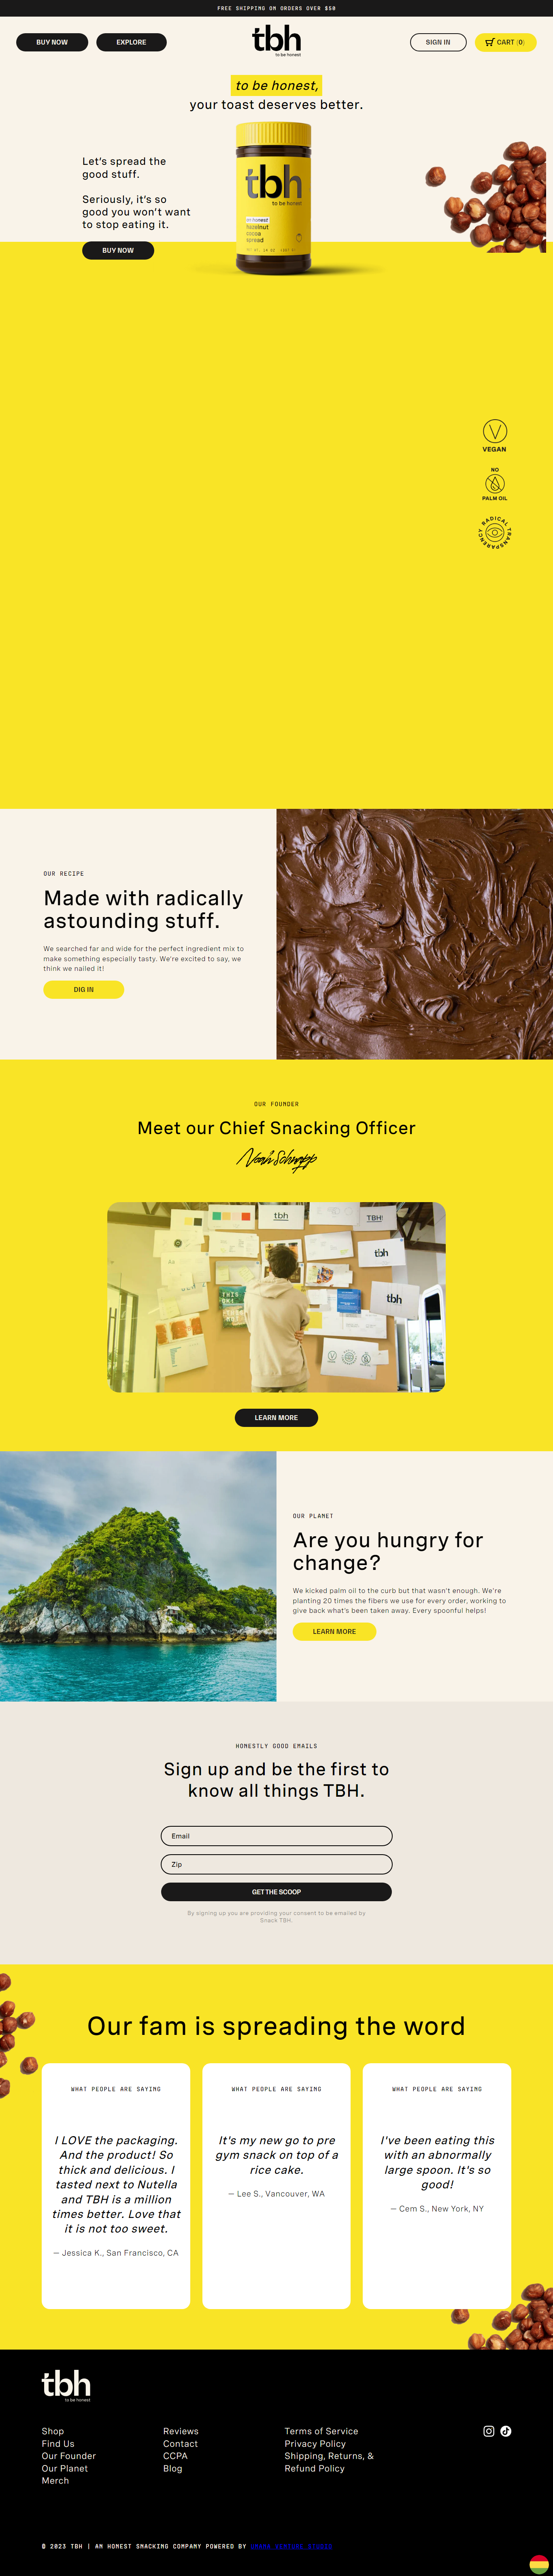 FREE SHIPPING ON ORDERS OVER $50
BUY NOW
EXPLORE
tbh
to be honest
SIGN IN
CART (0)
to be honest,
your toast deserves better.
Let's spread the
good stuff.
Seriously, it's so
good you won't want
to stop eating it.
BUY NOW
tbh
to be honest
an honest
hazelnut
cocoa
spread
VEGAN
NO
PALM OIL
RADICAL TRANSPARENCY
OUR RECIPE
Made with radically
astounding stuff.
We searched far and wide for the perfect ingredient mix to
make something especially tasty. We're excited to say, we
think we nailed it!
DIG IN
OUR FOUNDER
Meet our Chief Snacking Officer
Noah Schnapp
tbh
TBH!
tbh
tbh
LEARN MORE
OUR PLANET
Are you hungry for
change?
We kicked palm oil to the curb but that wasn't enough. We're
planting 20 times the fibers we use for every order, working to
give back what's been taken away. Every spoonful helps!
LEARN MORE
HONESTLY GOOD EMAILS
Sign up and be the first to
know all things TBH.
Email
Zip
GET THE SCOOP
By signing up you are providing your consent to be emailed by
Snack TBH.
Our fam is spreading the word
WHAT PEOPLE ARE SAYING
I LOVE the packaging.
And the product! So
thick and delicious. I
tasted next to Nutella
and TBH is a million
times better. Love that
it is not too sweet.
— Jessica K., San Francisco, CA
WHAT PEOPLE ARE SAYING
It's my new go to pre
gym snack on top of a
rice cake.
— Lee S., Vancouver, WA
WHAT PEOPLE ARE SAYING
I've been eating this
with an abnormally
large spoon. It's so
good!
— Cem S., New York, NY
tbh
to be honest
Shop
Find Us
Our Founder
Our Planet
Merch
Reviews
Contact
CCPA
Blog
Terms of Service
Privacy Policy
Shipping, Returns, &
Refund Policy
© 2023 TBH | AN HONEST SNACKING COMPANY POWERED BY